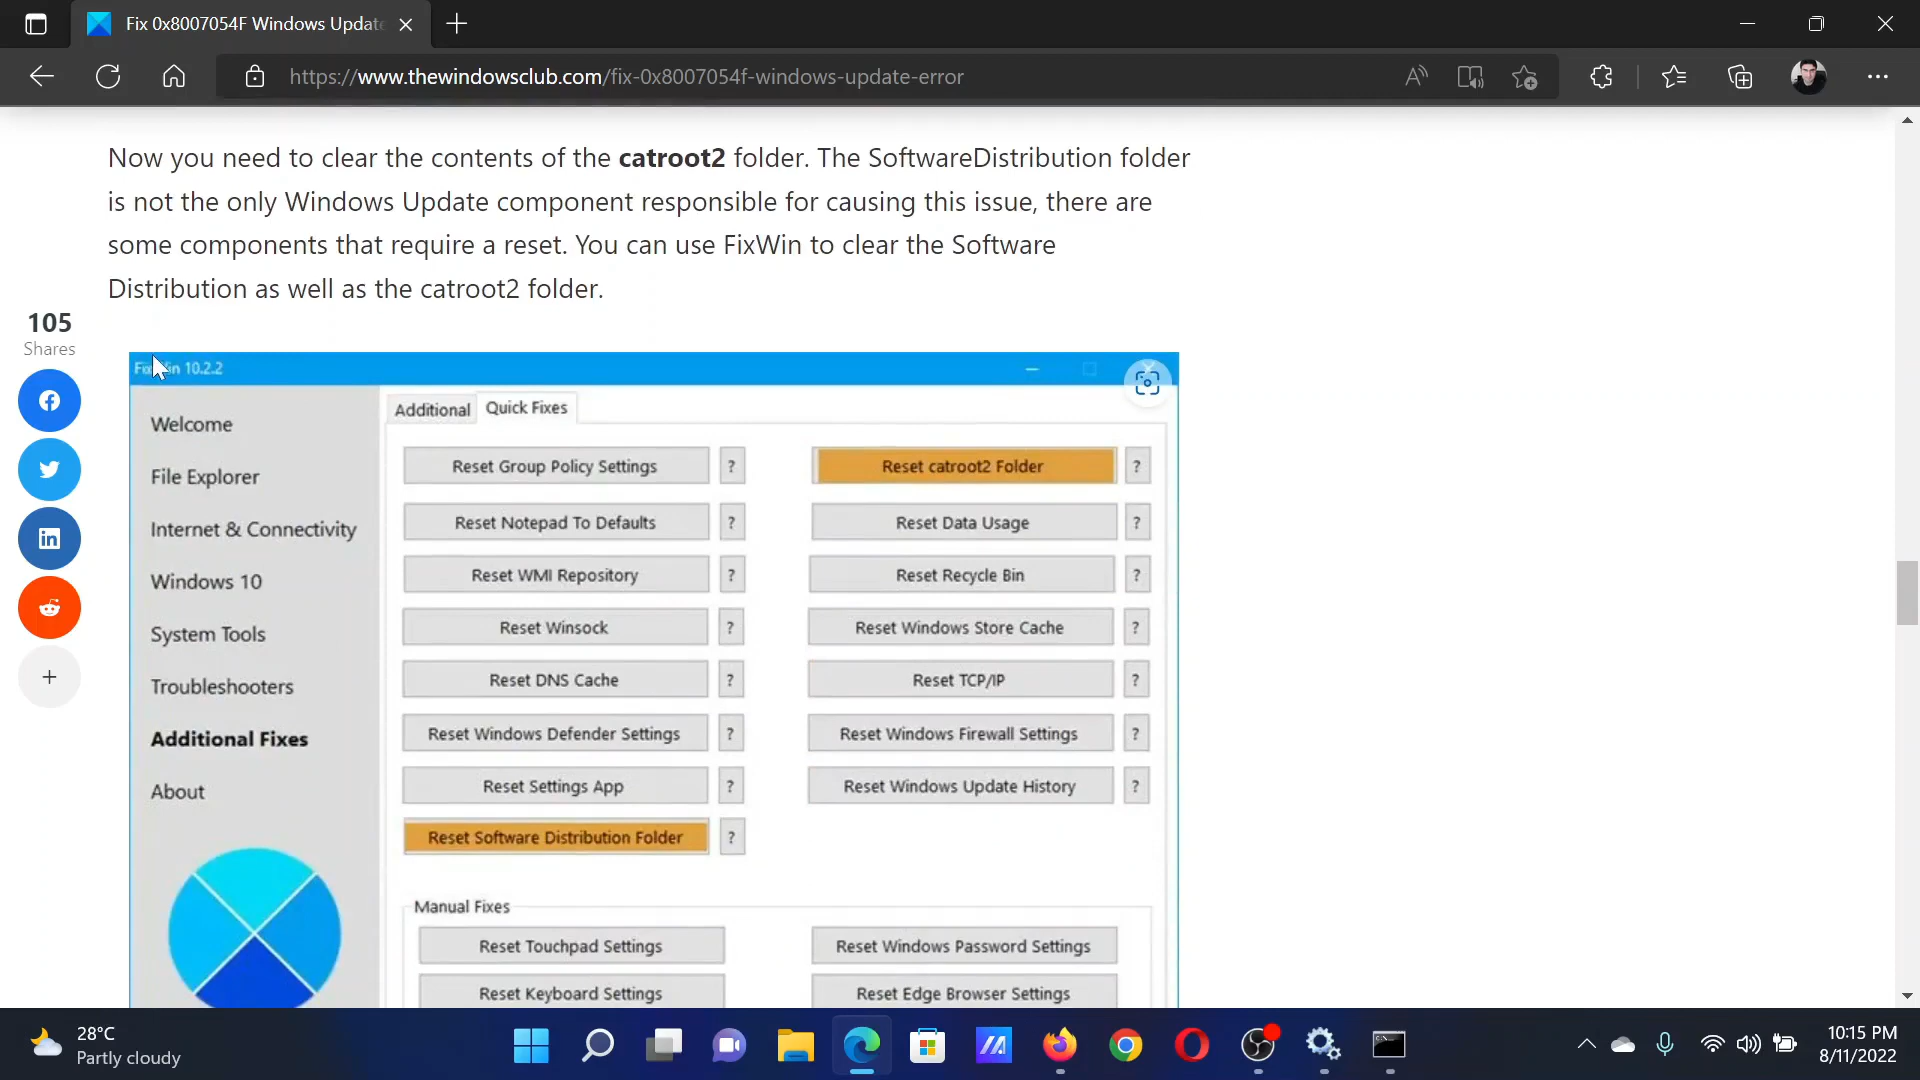 Fix 0x8007054F Windows Updat
https://www.thewindowsclub.com/fix-0x8007054f-windows-update-error
Now you need to clear the contents of the catroot2 folder. The SoftwareDistribution folder
is not the only Windows Update component responsible for causing this issue, there are
some components that require a reset. You can use FixWin to clear the Software
Distribution as well as the catroot2 folder.
105
Shares
FixWin 10.2.2
Welcome
File Explorer
Internet & Connectivity
Windows 10
System Tools
Troubleshooters
Additional Fixes
About
Additional
Quick Fixes
Reset Group Policy Settings
?
Reset catroot2 Folder
?
Reset Notepad To Defaults
?
Reset Data Usage
?
Reset WMI Repository
?
Reset Recycle Bin
?
Reset Winsock
?
Reset Windows Store Cache
?
Reset DNS Cache
?
Reset TCP/IP
?
Reset Windows Defender Settings
?
Reset Windows Firewall Settings
?
Reset Settings App
?
Reset Windows Update History
?
Reset Software Distribution Folder
?
Manual Fixes
Reset Touchpad Settings
Reset Windows Password Settings
Reset Keyboard Settings
Reset Edge Browser Settings
28°C
Partly cloudy
10:15 PM
8/11/2022